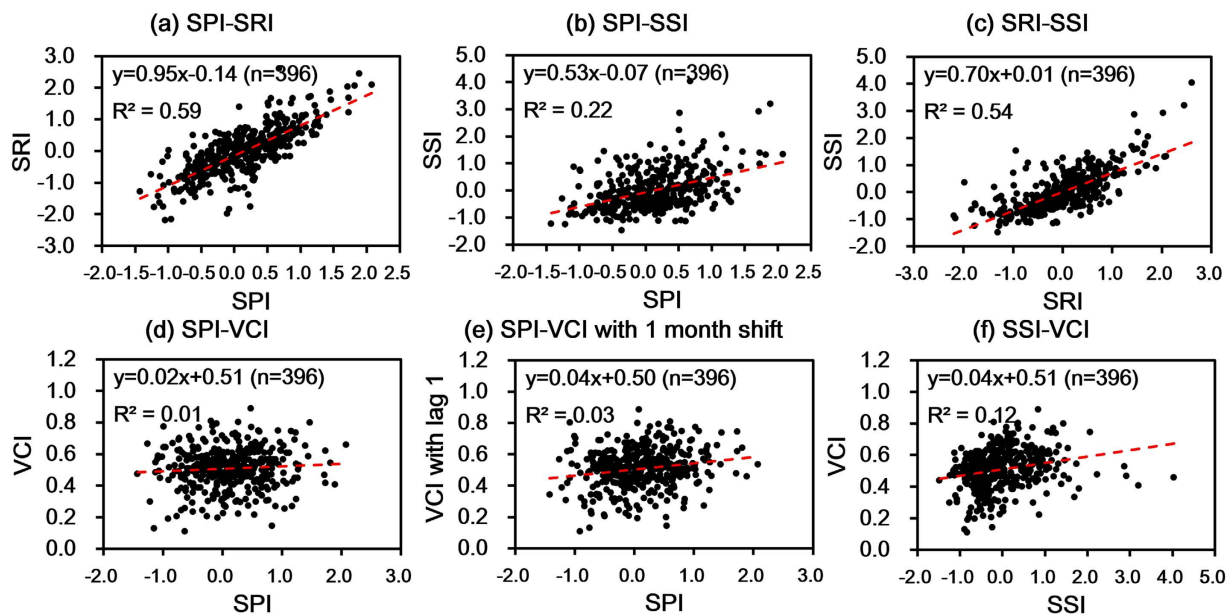 (a) SPI-SRI
y=0.95x-0.14 (n=396)
R² = 0.59
3.0
2.0
1.0
0.0
-1.0
-2.0
-3.0
SRI
-2.0-1.5-1.0-0.5 0.0 0.5 1.0 1.5 2.0 2.5
SPI
(b) SPI-SSI
y=0.53x-0.07 (n=396)
R² = 0.22
5.0
4.0
3.0
2.0
1.0
0.0
-1.0
-2.0
SSI
-2.0-1.5-1.0-0.5 0.0 0.5 1.0 1.5 2.0 2.5
SPI
(c) SRI-SSI
y=0.70x+0.01 (n=396)
R² = 0.54
5.0
4.0
3.0
2.0
1.0
0.0
-1.0
-2.0
SSI
-3.0 -2.0 -1.0 0.0 1.0 2.0 3.0
SRI
(d) SPI-VCI
y=0.02x+0.51 (n=396)
R² = 0.01
1.2
1.0
0.8
0.6
0.4
0.2
0.0
VCI
-2.0 -1.0 0.0 1.0 2.0 3.0
SPI
(e) SPI-VCI with 1 month shift
y=0.04x+0.50 (n=396)
R² = 0.03
1.2
1.0
0.8
0.6
0.4
0.2
0.0
VCI with lag 1
-2.0 -1.0 0.0 1.0 2.0 3.0
SPI
(f) SSI-VCI
y=0.04x+0.51 (n=396)
R² = 0.12
1.2
1.0
0.8
0.6
0.4
0.2
0.0
VCI
-2.0 -1.0 0.0 1.0 2.0 3.0 4.0 5.0
SSI